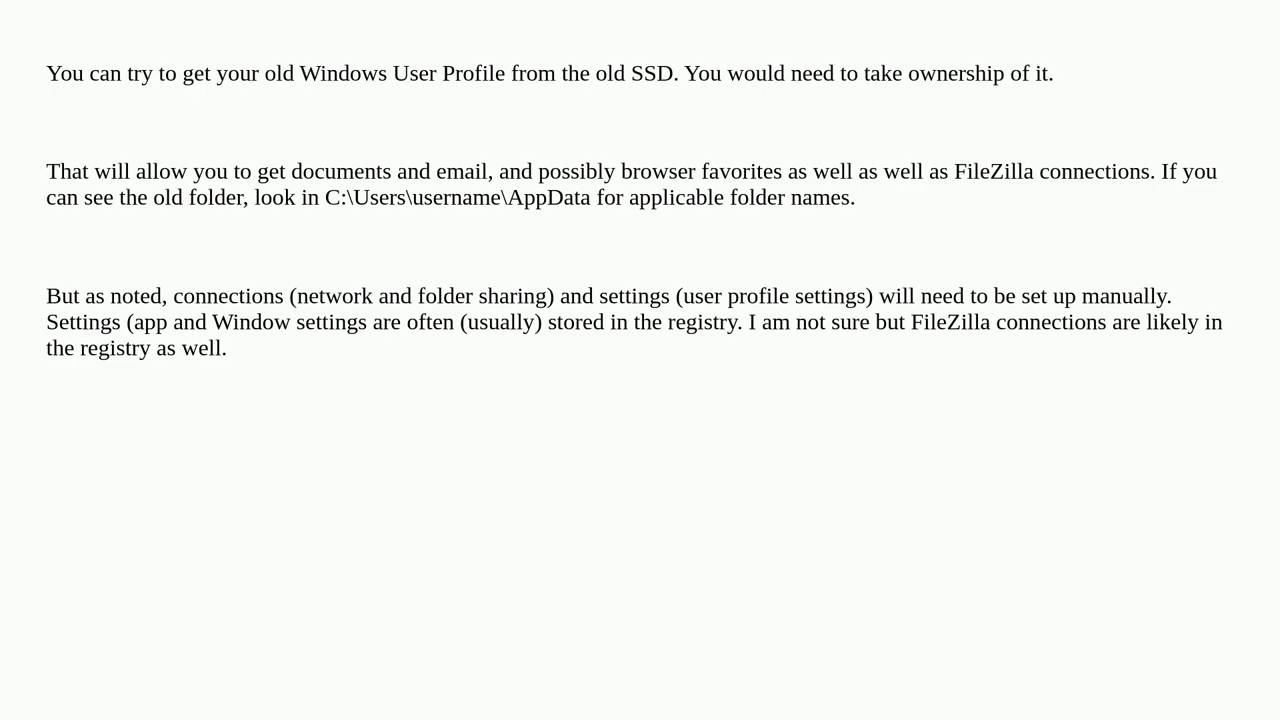 You can try to get your old Windows User Profile from the old SSD. You would need to take ownership of it.
That will allow you to get documents and email, and possibly browser favorites as well as well as FileZilla connections. If you
can see the old folder, look in C:\Users\username\AppData for applicable folder names.
But as noted, connections (network and folder sharing) and settings (user profile settings) will need to be set up manually.
Settings (app and Window settings are often (usually) stored in the registry. I am not sure but FileZilla connections are likely in
the registry as well.